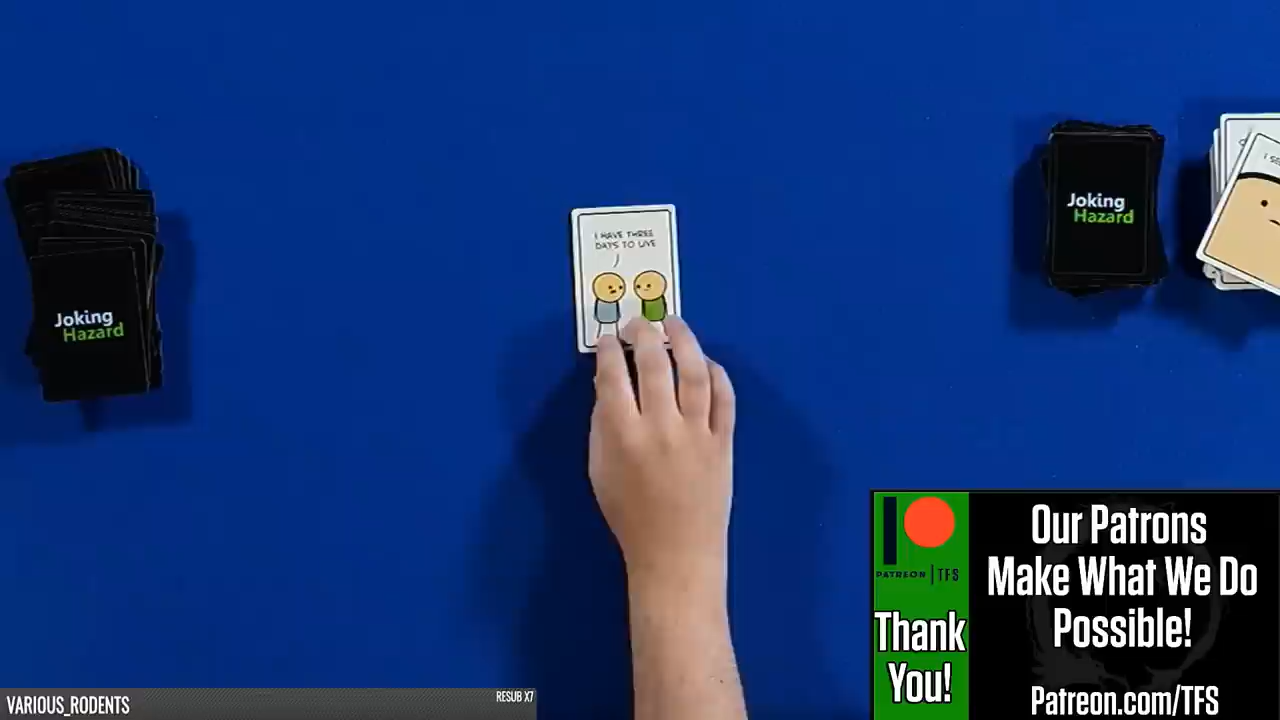 I HAVE THREE
DAYS TO LIVE
Joking
Hazard
Joking
Hazard
PATREON | TFS
Thank
You!
Our Patrons
Make What We Do
Possible!
Patreon.com/TFS
VARIOUS_RODENTS
RESUB X7